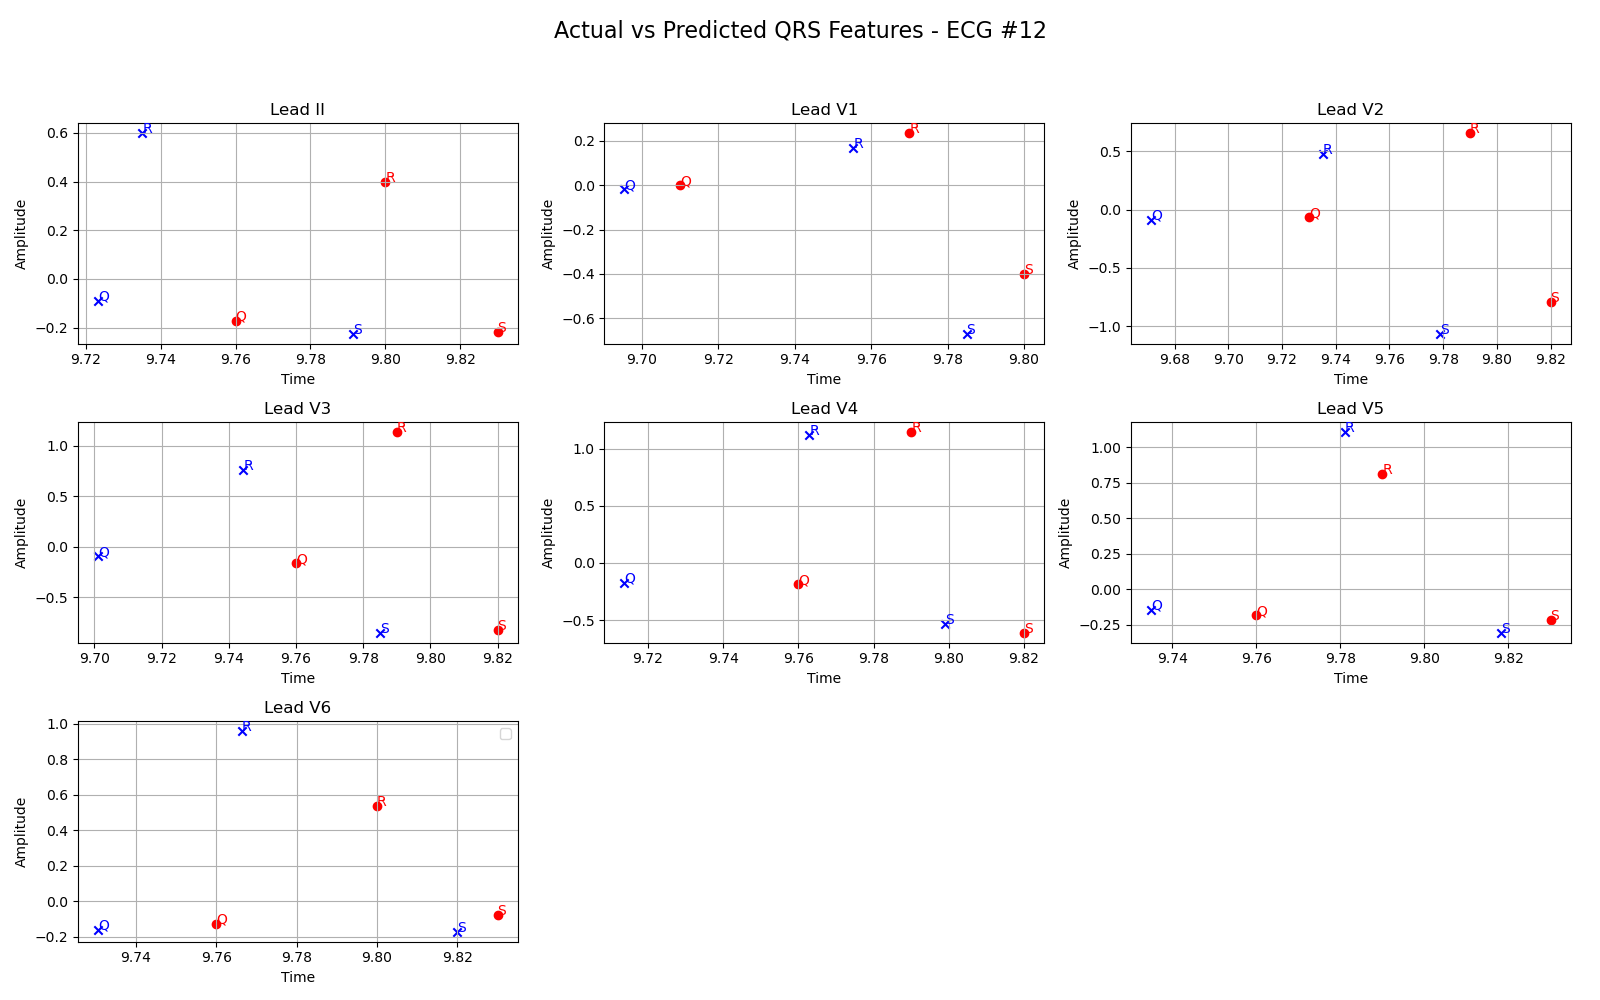 Actual vs Predicted QRS Features - ECG #12
Lead II
Amplitude
0.6
0.4
0.2
0.0
−0.2
R
R
Q
Q
S
S
9.72 9.74 9.76 9.78 9.80 9.82
Time
Lead V1
Amplitude
0.2
0.0
−0.2
−0.4
−0.6
R
R
Q
Q
S
S
9.70 9.72 9.74 9.76 9.78 9.80
Time
Lead V2
Amplitude
0.5
0.0
−0.5
−1.0
R
R
Q
Q
S
S
9.68 9.70 9.72 9.74 9.76 9.78 9.80 9.82
Time
Lead V3
Amplitude
1.0
0.5
0.0
−0.5
R
R
Q
Q
S
S
9.70 9.72 9.74 9.76 9.78 9.80 9.82
Time
Lead V4
Amplitude
1.0
0.5
0.0
−0.5
R
R
Q
Q
S
S
9.72 9.74 9.76 9.78 9.80 9.82
Time
Lead V5
Amplitude
1.00
0.75
0.50
0.25
0.00
−0.25
R
R
Q
Q
S
S
9.74 9.76 9.78 9.80 9.82
Time
Lead V6
Amplitude
1.0
0.8
0.6
0.4
0.2
0.0
−0.2
R
R
Q
Q
S
S
9.74 9.76 9.78 9.80 9.82
Time